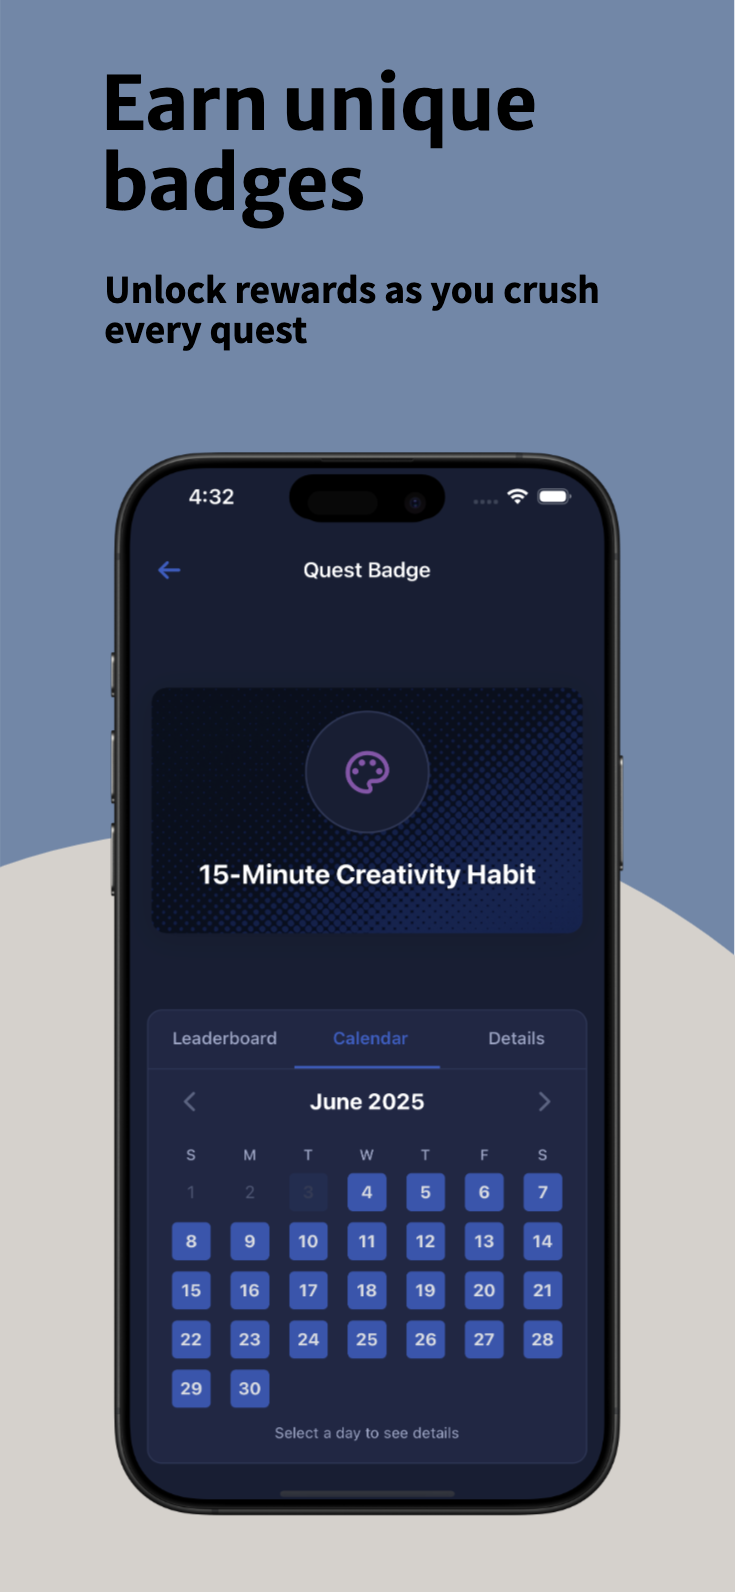 Earn unique
badges
Unlock rewards as you crush
every quest
4:32
Quest Badge
15-Minute Creativity Habit
Leaderboard Calendar Details
June 2025
S M T W T F S
1 2 3 4 5 6 7
8 9 10 11 12 13 14
15 16 17 18 19 20 21
22 23 24 25 26 27 28
29 30
Select a day to see details